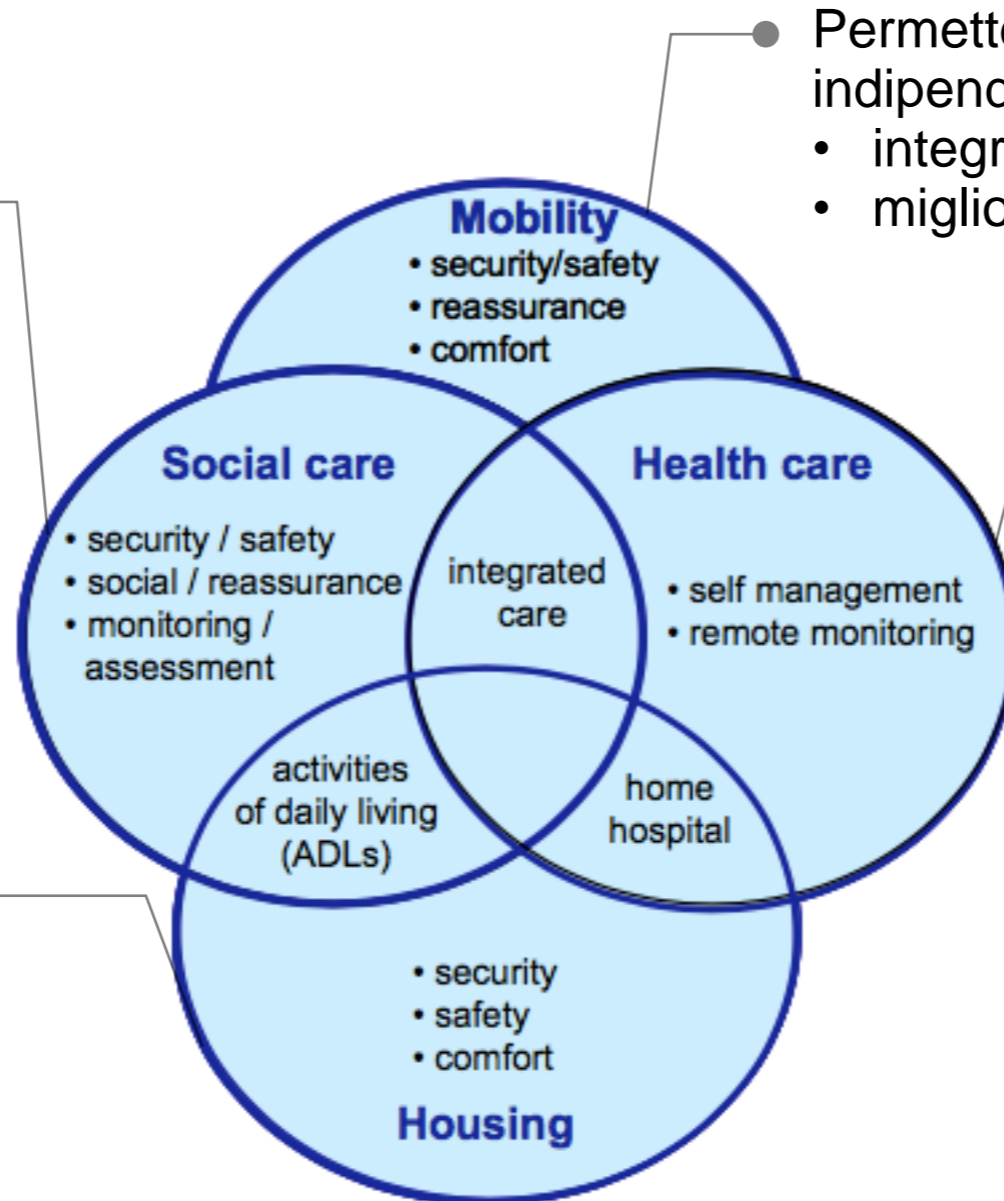 • security/safety
• reassurance
• comfort
Mobility
Social care
• security / safety
• social / reassurance
• monitoring /
assessment
Health care
• self management
• remote monitoring
integrated
care
activities
of daily living
(ADLs)
home
hospital
• security
• safety
• comfort
Housing